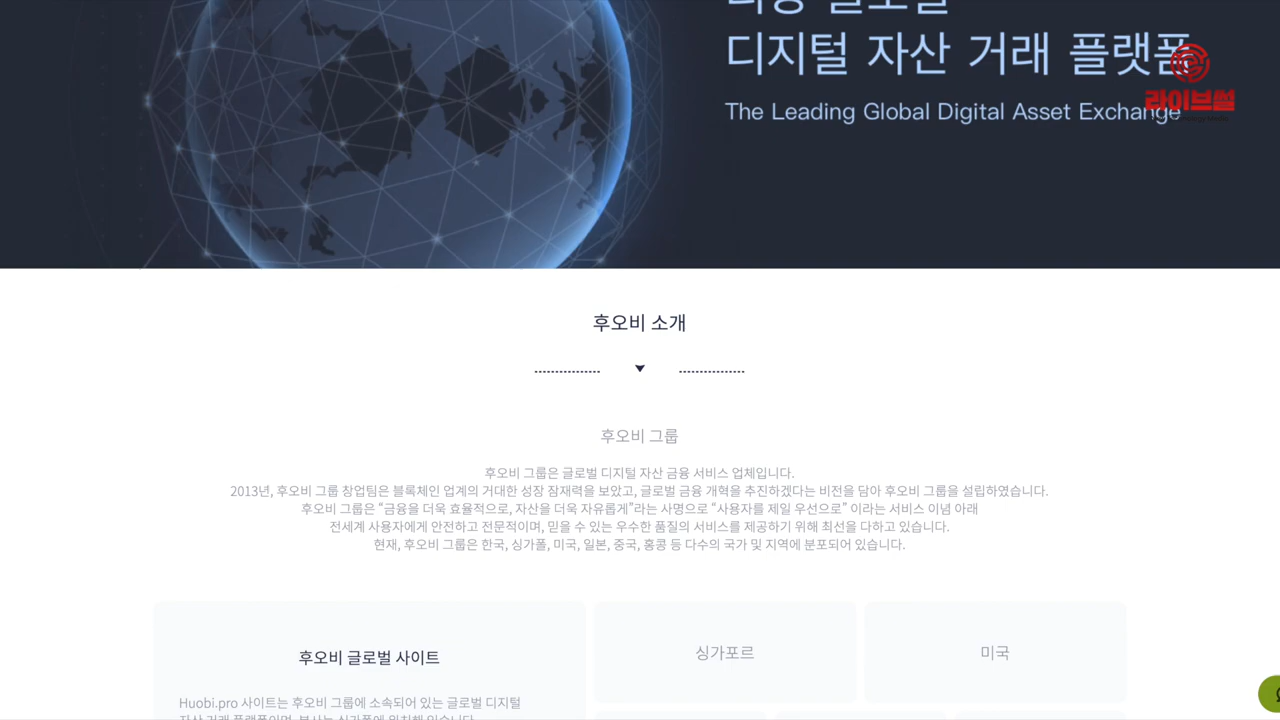 디지털 자산 거래 플랫폼
The Leading Global Digital Asset Exchange
라이브썰
후오비 소개
후오비 그룹
후오비 그룹은 글로벌 디지털 자산 금융 서비스 업체입니다.
2013년, 후오비 그룹 창업팀은 블록체인 업계의 거대한 성장 잠재력을 보았고, 글로벌 금융 개혁을 추진하겠다는 비전을 담아 후오비 그룹을 설립하였습니다.
후오비 그룹은 “금융을 더욱 효율적으로, 자산을 더욱 자유롭게”라는 사명으로 “사용자를 제일 우선으로” 이라는 서비스 이념 아래
전세계 사용자에게 안전하고 전문적이며, 믿을 수 있는 우수한 품질의 서비스를 제공하기 위해 최선을 다하고 있습니다.
현재, 후오비 그룹은 한국, 싱가폴, 미국, 일본, 중국, 홍콩 등 다수의 국가 및 지역에 분포되어 있습니다.
후오비 글로벌 사이트
싱가포르
미국
Huobi.pro 사이트는 후오비 그룹에 소속되어 있는 글로벌 디지털